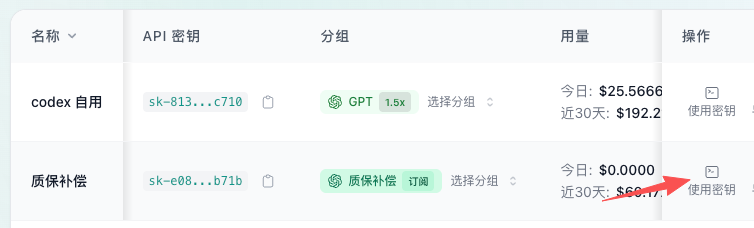 名称 API 密钥 分组 用量 操作
codex 自用 sk-813...c710 GPT 1.5x 选择分组 今日: $25.5666 使用密钥
近30天: $192.2
质保补偿 sk-e08...b71b 质保补偿 订阅 选择分组 今日: $0.0000 使用密钥
近30天: